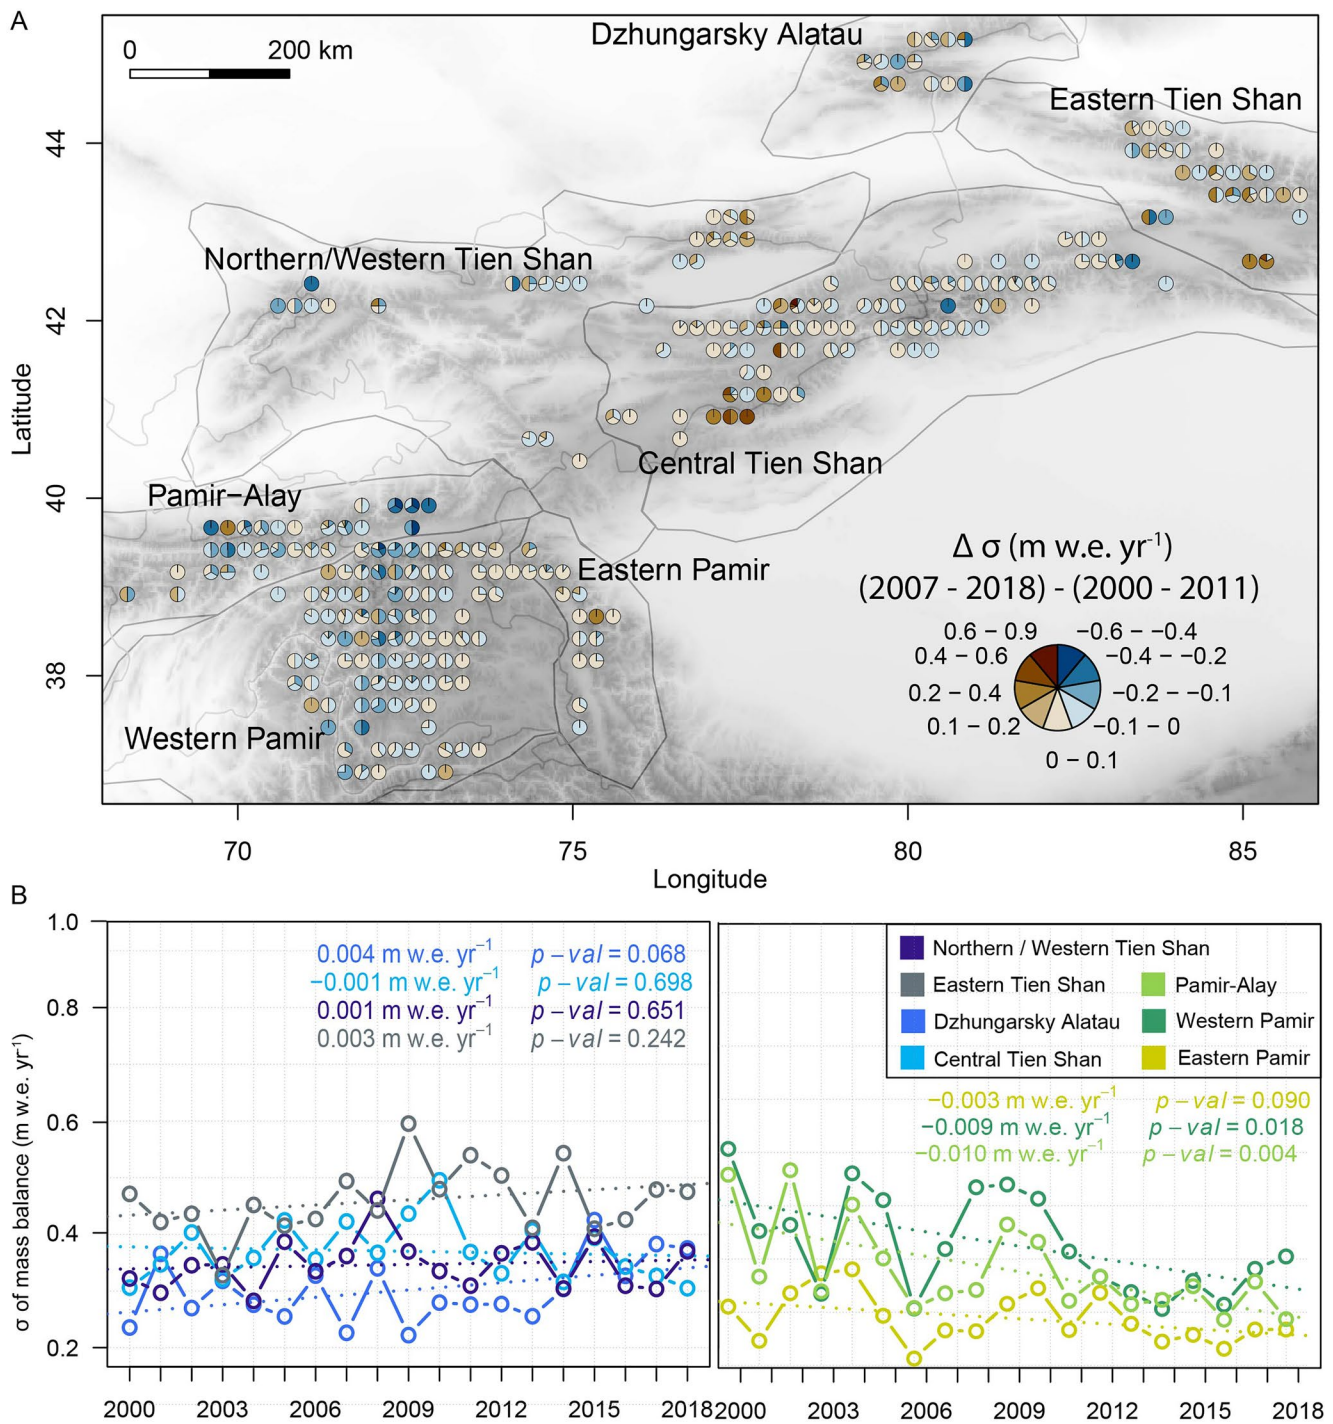 A
0 200 km
Dzhungarsky Alatau
Eastern Tien Shan
Northern/Western Tien Shan
Central Tien Shan
Pamir−Alay
Eastern Pamir
Western Pamir
Δ σ (m w.e. yr-1)
(2007 - 2018) - (2000 - 2011)
0.6 − 0.9 −0.6 − −0.4
0.4 − 0.6 −0.4 − −0.2
0.2 − 0.4 −0.2 − −0.1
0.1 − 0.2 −0.1 − 0
0 − 0.1
44
42
40
38
Latitude
70 75 80 85
Longitude
B
1.0
0.8
0.6
0.4
0.2
σ of mass balance (m w.e. yr-1)
0.004 m w.e. yr−1 p − val = 0.068
−0.001 m w.e. yr−1 p − val = 0.698
0.001 m w.e. yr−1 p − val = 0.651
0.003 m w.e. yr−1 p − val = 0.242
2000 2003 2006 2009 2012 2015 2018
Northern / Western Tien Shan
Eastern Tien Shan Pamir-Alay
Dzhungarsky Alatau Western Pamir
Central Tien Shan Eastern Pamir
−0.003 m w.e. yr−1 p − val = 0.090
−0.009 m w.e. yr−1 p − val = 0.018
−0.010 m w.e. yr−1 p − val = 0.004
2000 2003 2006 2009 2012 2015 2018